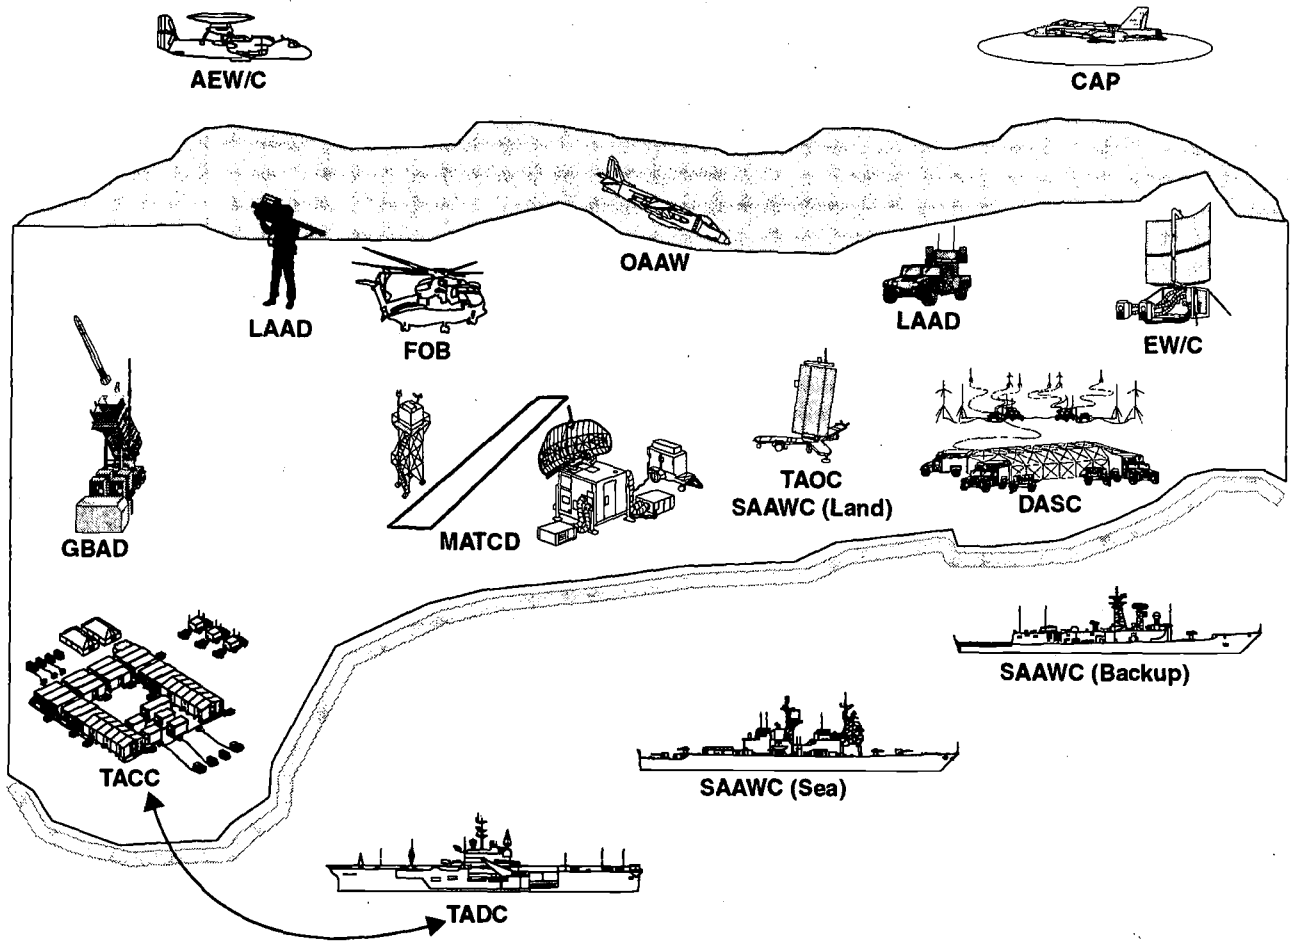 AEW/C
CAP
OAAW
LAAD
FOB
LAAD
EW/C
GBAD
MATCD
TAOC
SAAWC (Land)
DASC
SAAWC (Backup)
TACC
SAAWC (Sea)
TADC